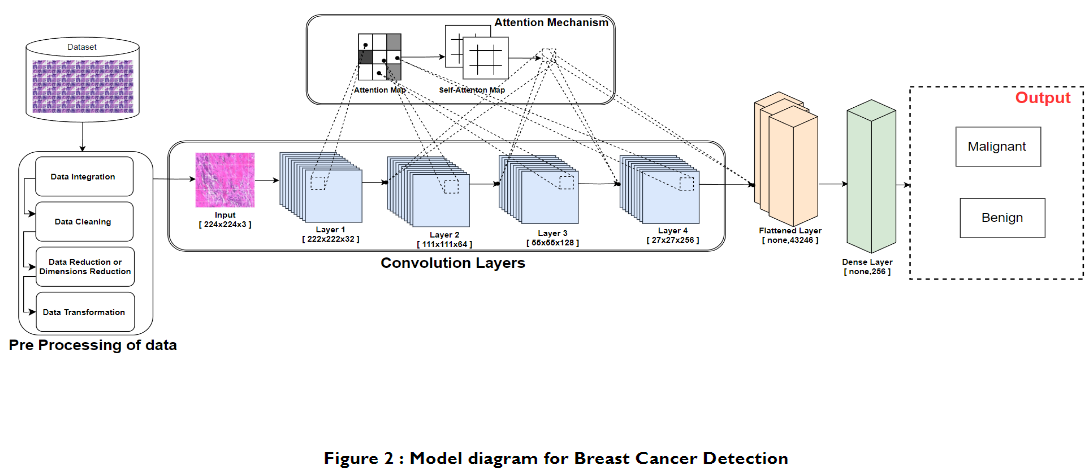 Attention Mechanism
Dataset
Attention Map
Self-Attenton Map
Data Integration
Data Cleaning
Data Reduction or
Dimensions Reduction
Data Transformation
Pre Processing of data
Input
[ 224x224x3 ]
Layer 1
[ 222x222x32 ]
Layer 2
[ 111x111x64 ]
Layer 3
[ 55x55x128 ]
Layer 4
[ 27x27x256 ]
Convolution Layers
Flattened Layer
[ none,43246 ]
Dense Layer
[ none,256 ]
Output
Malignant
Benign
Figure 2 : Model diagram for Breast Cancer Detection